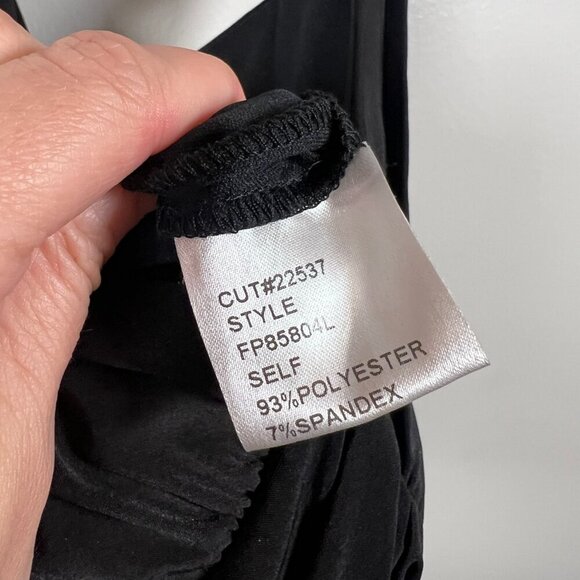 CUT#22537
STYLE
FP85804L
SELF
93%POLYESTER
7%SPANDEX